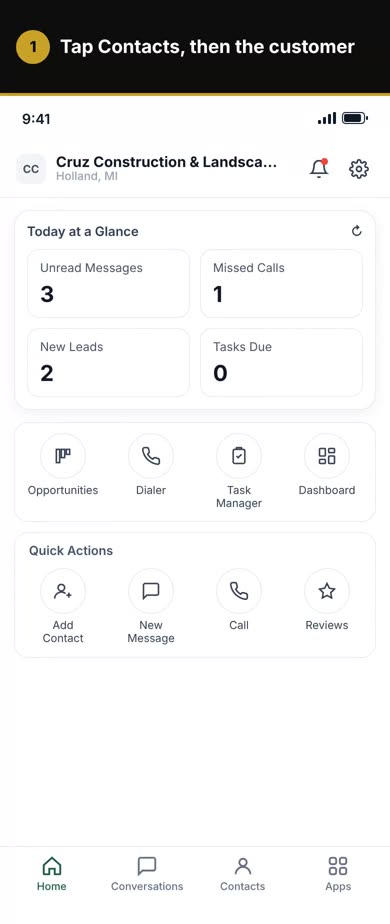 1 Tap Contacts, then the customer
9:41
CC
Cruz Construction & Landsca...
Holland, MI
Today at a Glance
Unread Messages
Missed Calls
3
1
New Leads
Tasks Due
2
0
Opportunities
Dialer
Task
Manager
Dashboard
Quick Actions
Add
Contact
New
Message
Call
Reviews
Home
Conversations
Contacts
Apps